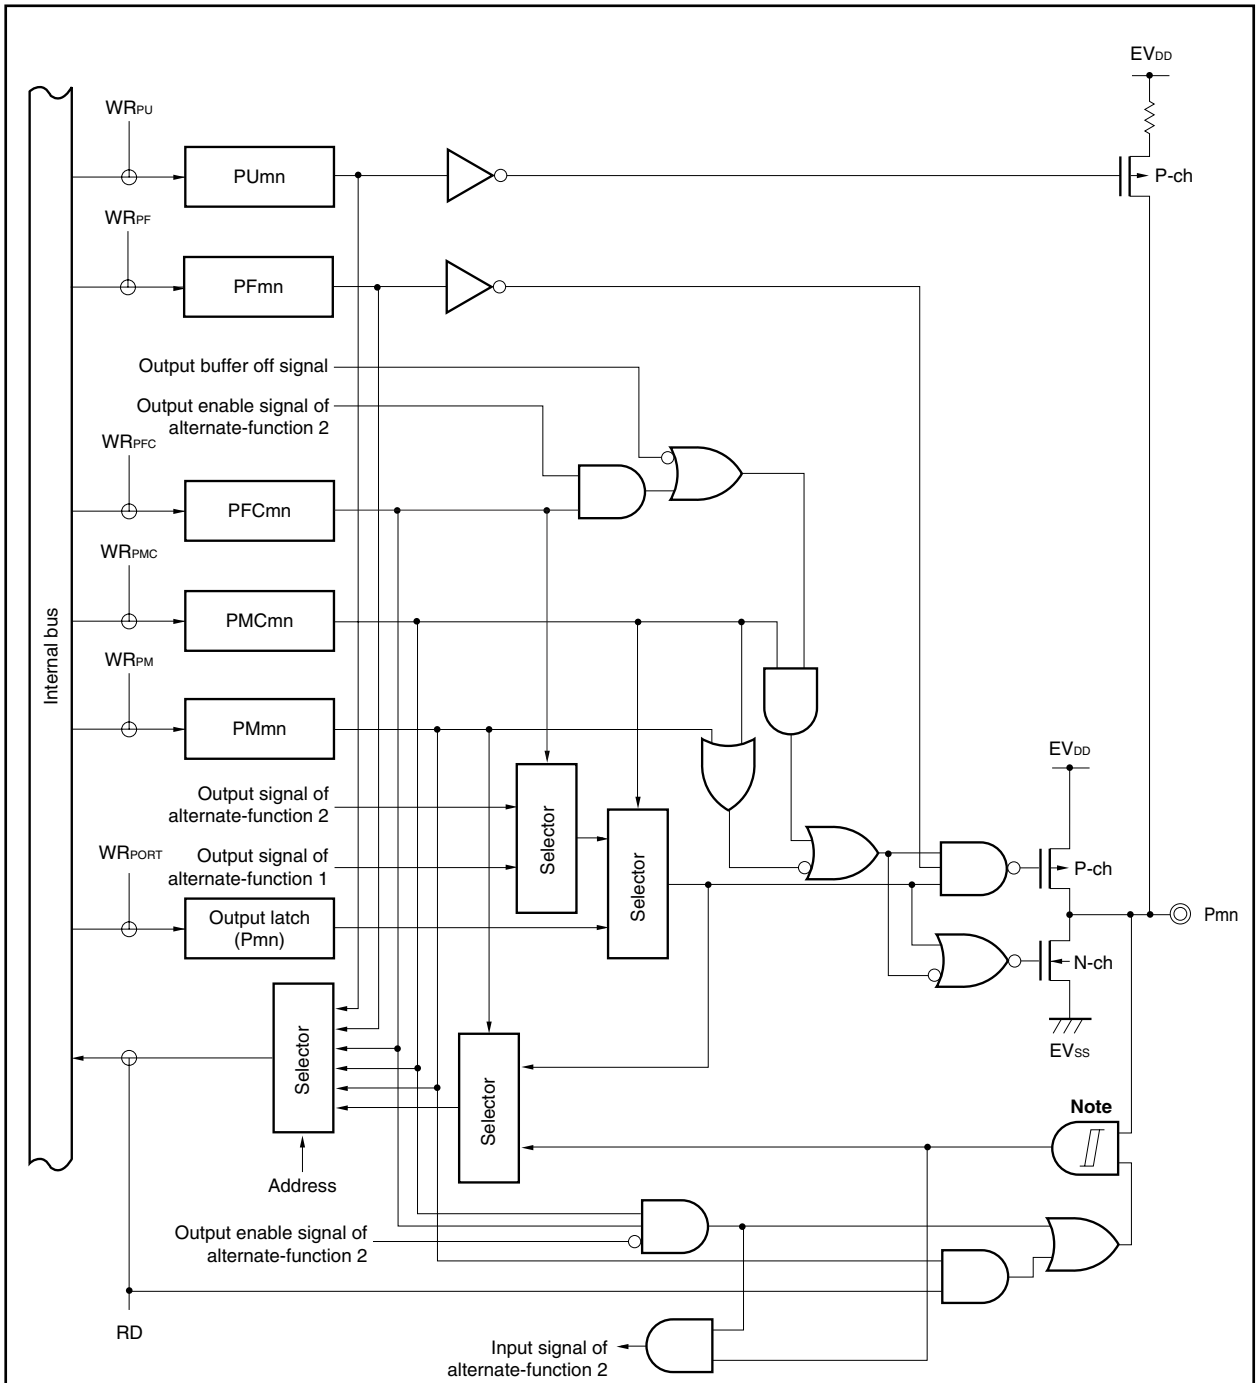 EVDD
WRPU
PUmn
P-ch
WRPF
PFmn
Output buffer off signal
Output enable signal of
alternate-function 2
WRPFC
PFCmn
WRPMC
PMCmn
Internal bus
WRPM
PMmn
EVDD
Output signal of
alternate-function 2
Selector
WRPORT
Output signal of
alternate-function 1
Selector
P-ch
Output latch
(Pmn)
Pmn
N-ch
Selector
EVSS
Selector
Note
Address
Output enable signal of
alternate-function 2
RD
Input signal of
alternate-function 2